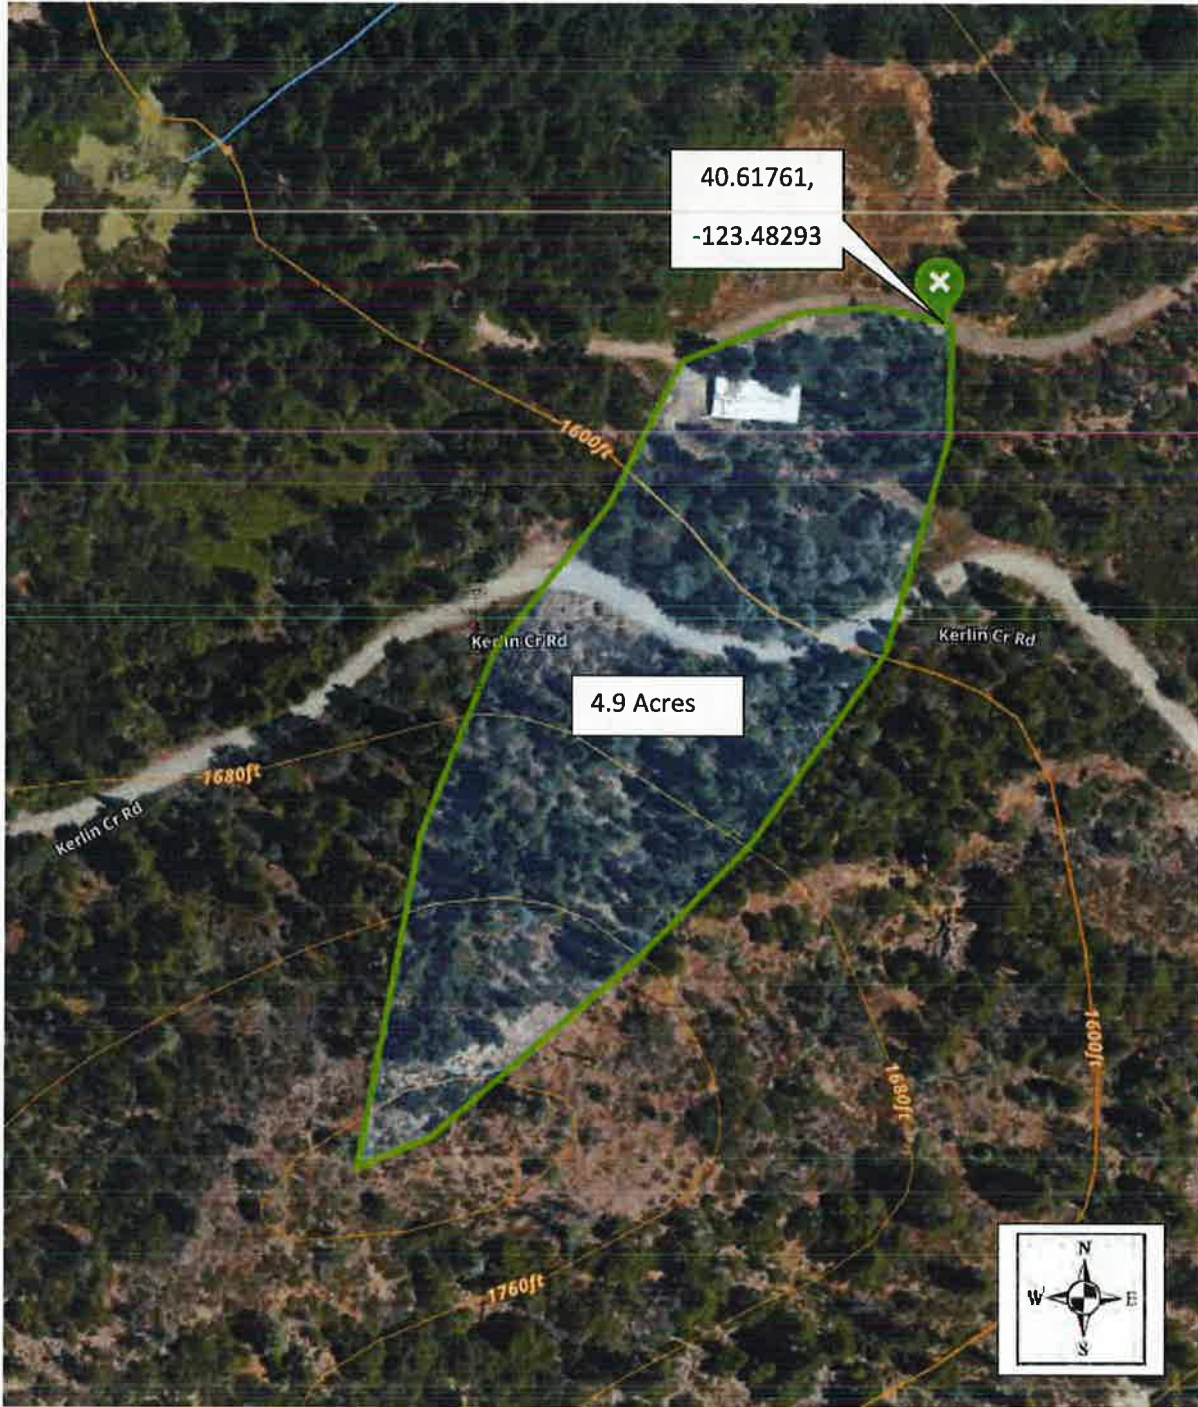 40.61761,
-123.48293
1600ft
Kerlin Cr Rd
Kerlin Cr Rd
4.9 Acres
1680ft
Kerlin Cr Rd
1600ft
1680ft
1760ft
N
W E
S